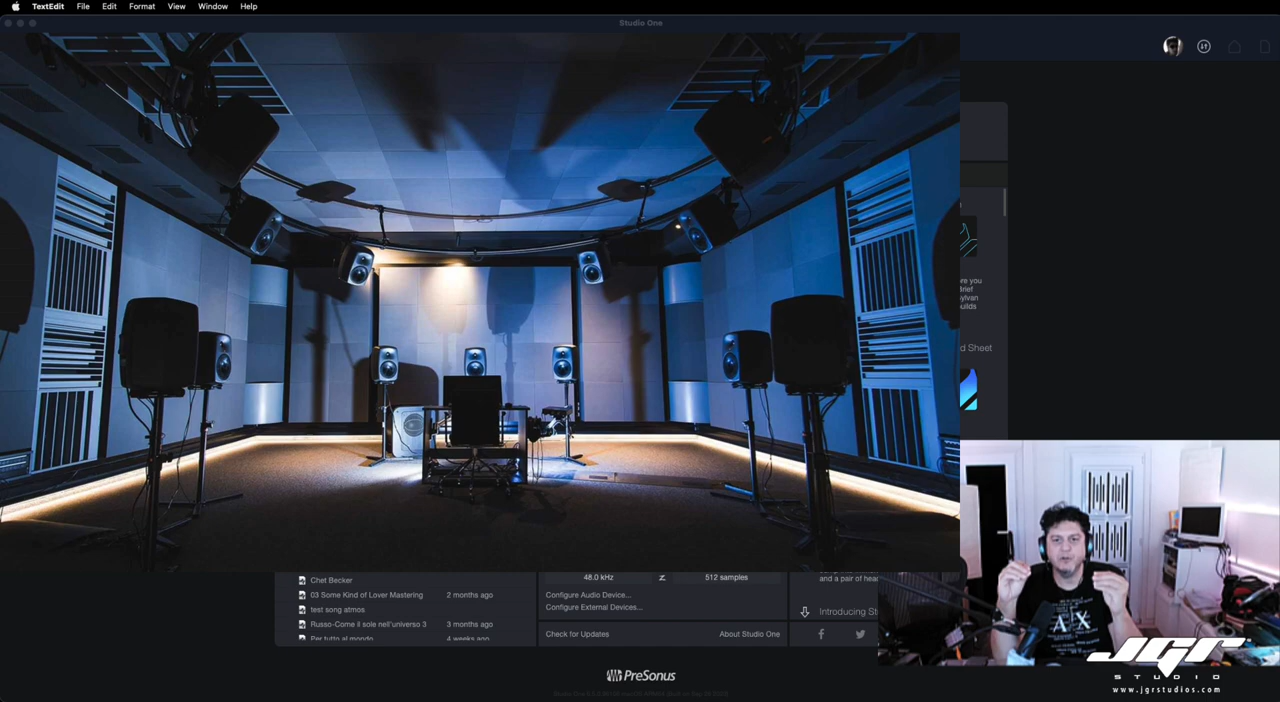 TextEdit File Edit Format View Window Help
Studio One
re you
Brief
Sylvan
builds
d Sheet
Chet Becker
03 Some Kind of Lover Mastering 2 months ago
test song atmos
Russo-Come il sole nell'universo 3 3 months ago
Per tutto al mondo 4 weeks ago
48.0 kHz 512 samples
Configure Audio Device...
Configure External Devices...
Check for Updates About Studio One
and a pair of hea
Introducing St
PreSonus
A|X
JGR
STUDIO
www.jgrstudios.com